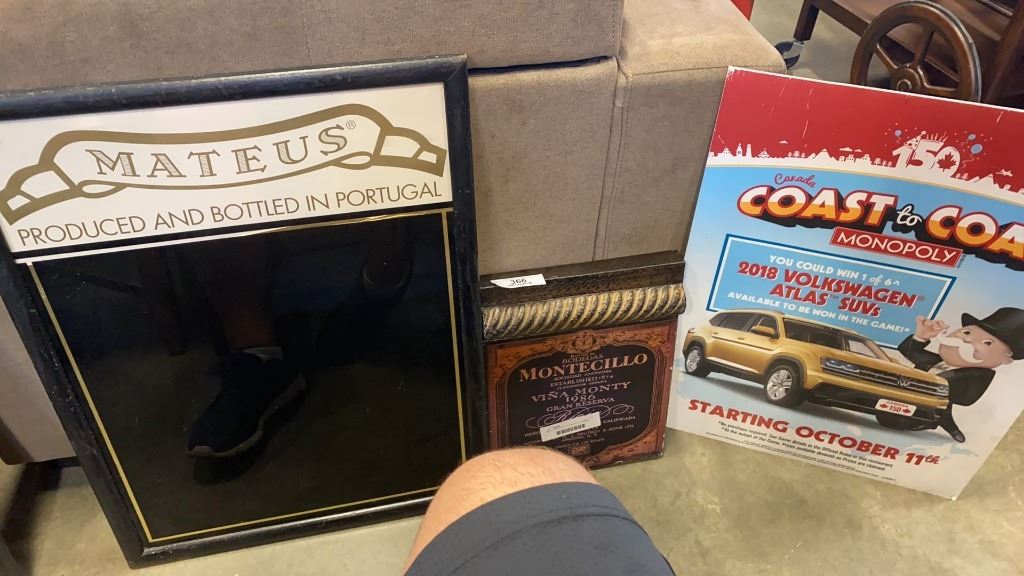 MATEUS®
PRODUCED AND BOTTLED IN PORTUGAL
366
BODEGAS
MONTECILLO
ESTABLISHED 1874
VIÑA MONTY
1986
GRAN RESERVA
150
Canada
COAST to COA
MONOPOLY
YOU COULD WIN 1 of 6^
2018 VOLKSWAGEN
ATLAS SUVs
AVAILABLE TO BE WON IN THE GAME!^
CANADA
150
STARTING OCTOBER 11th